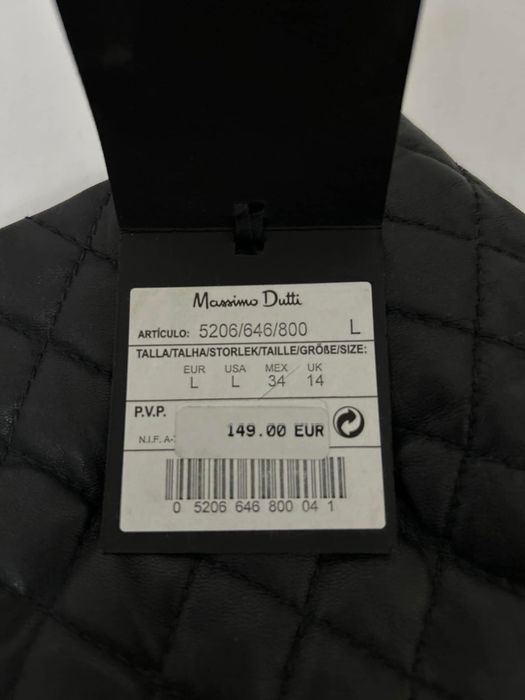 Massimo Dutti
ARTÍCULO: 5206/646/800 L
TALLA/TALHA/STORLEK/TAILLE/GRÖßE/SIZE:
EUR USA MEX UK
L L 34 14
P.V.P.
149.00 EUR
N.I.F. A-
0 5206 646 800 04 1